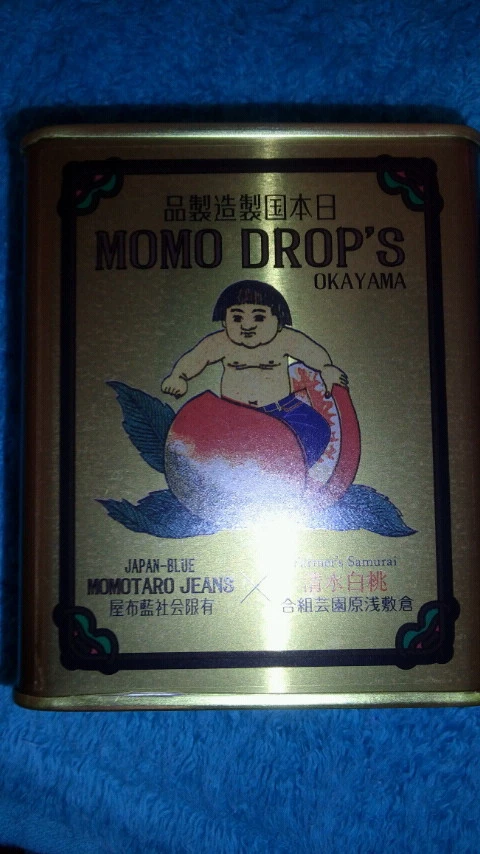 日本国製造製品
MOMO DROP'S
OKAYAMA
JAPAN-BLUE
MOMOTARO JEANS
有限会社藍布屋
×
Farmer's Samurai
清水白桃
倉敷浅原園芸組合